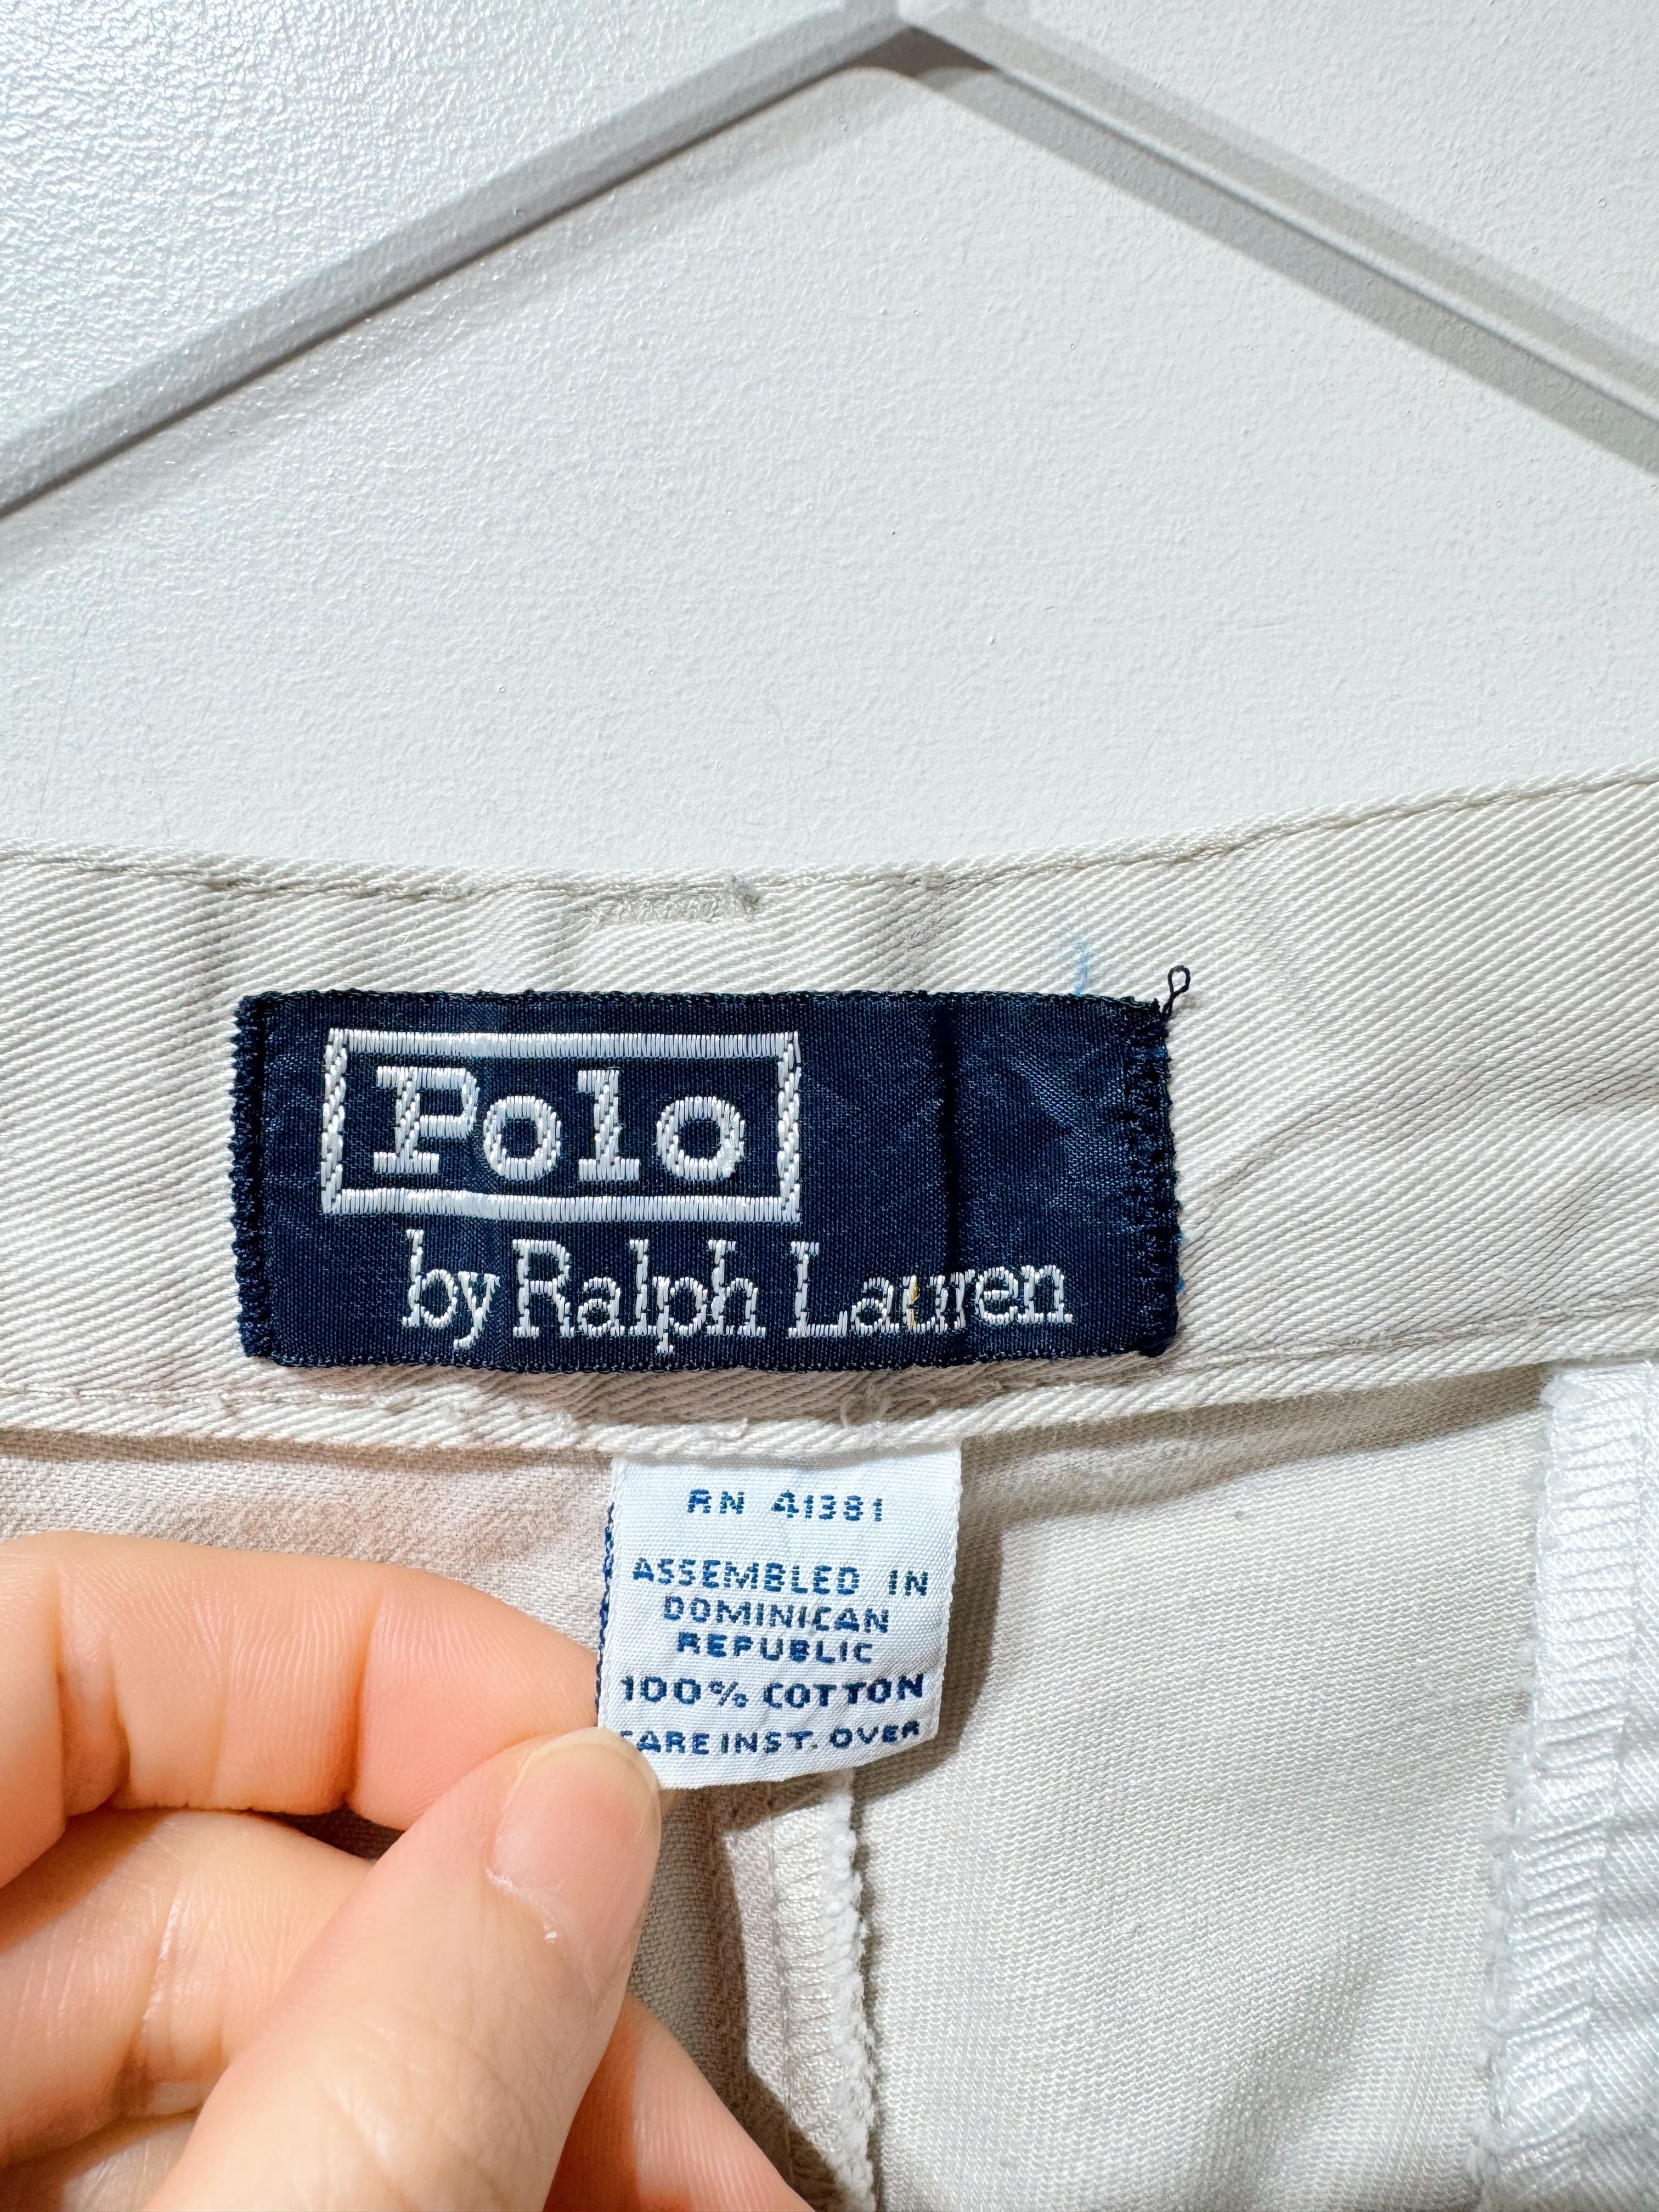 Polo
by Ralph Lauren
RN 41381
ASSEMBLED IN
DOMINICAN
REPUBLIC
100% COTTON
CARE INST. OVER